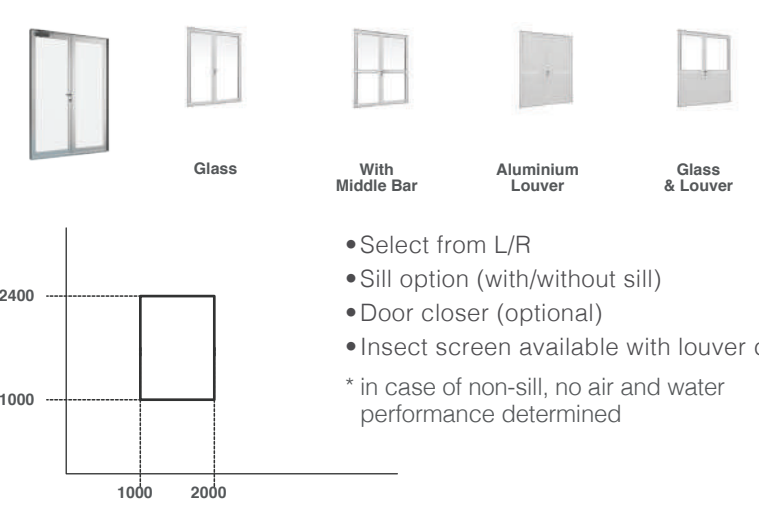 Glass
With
Middle Bar
Aluminium
Louver
Glass
& Louver
2400
1000
1000
2000
•Select from L/R
•Sill option (with/without sill)
•Door closer (optional)
•Insect screen available with louver
* in case of non-sill, no air and water
performance determined